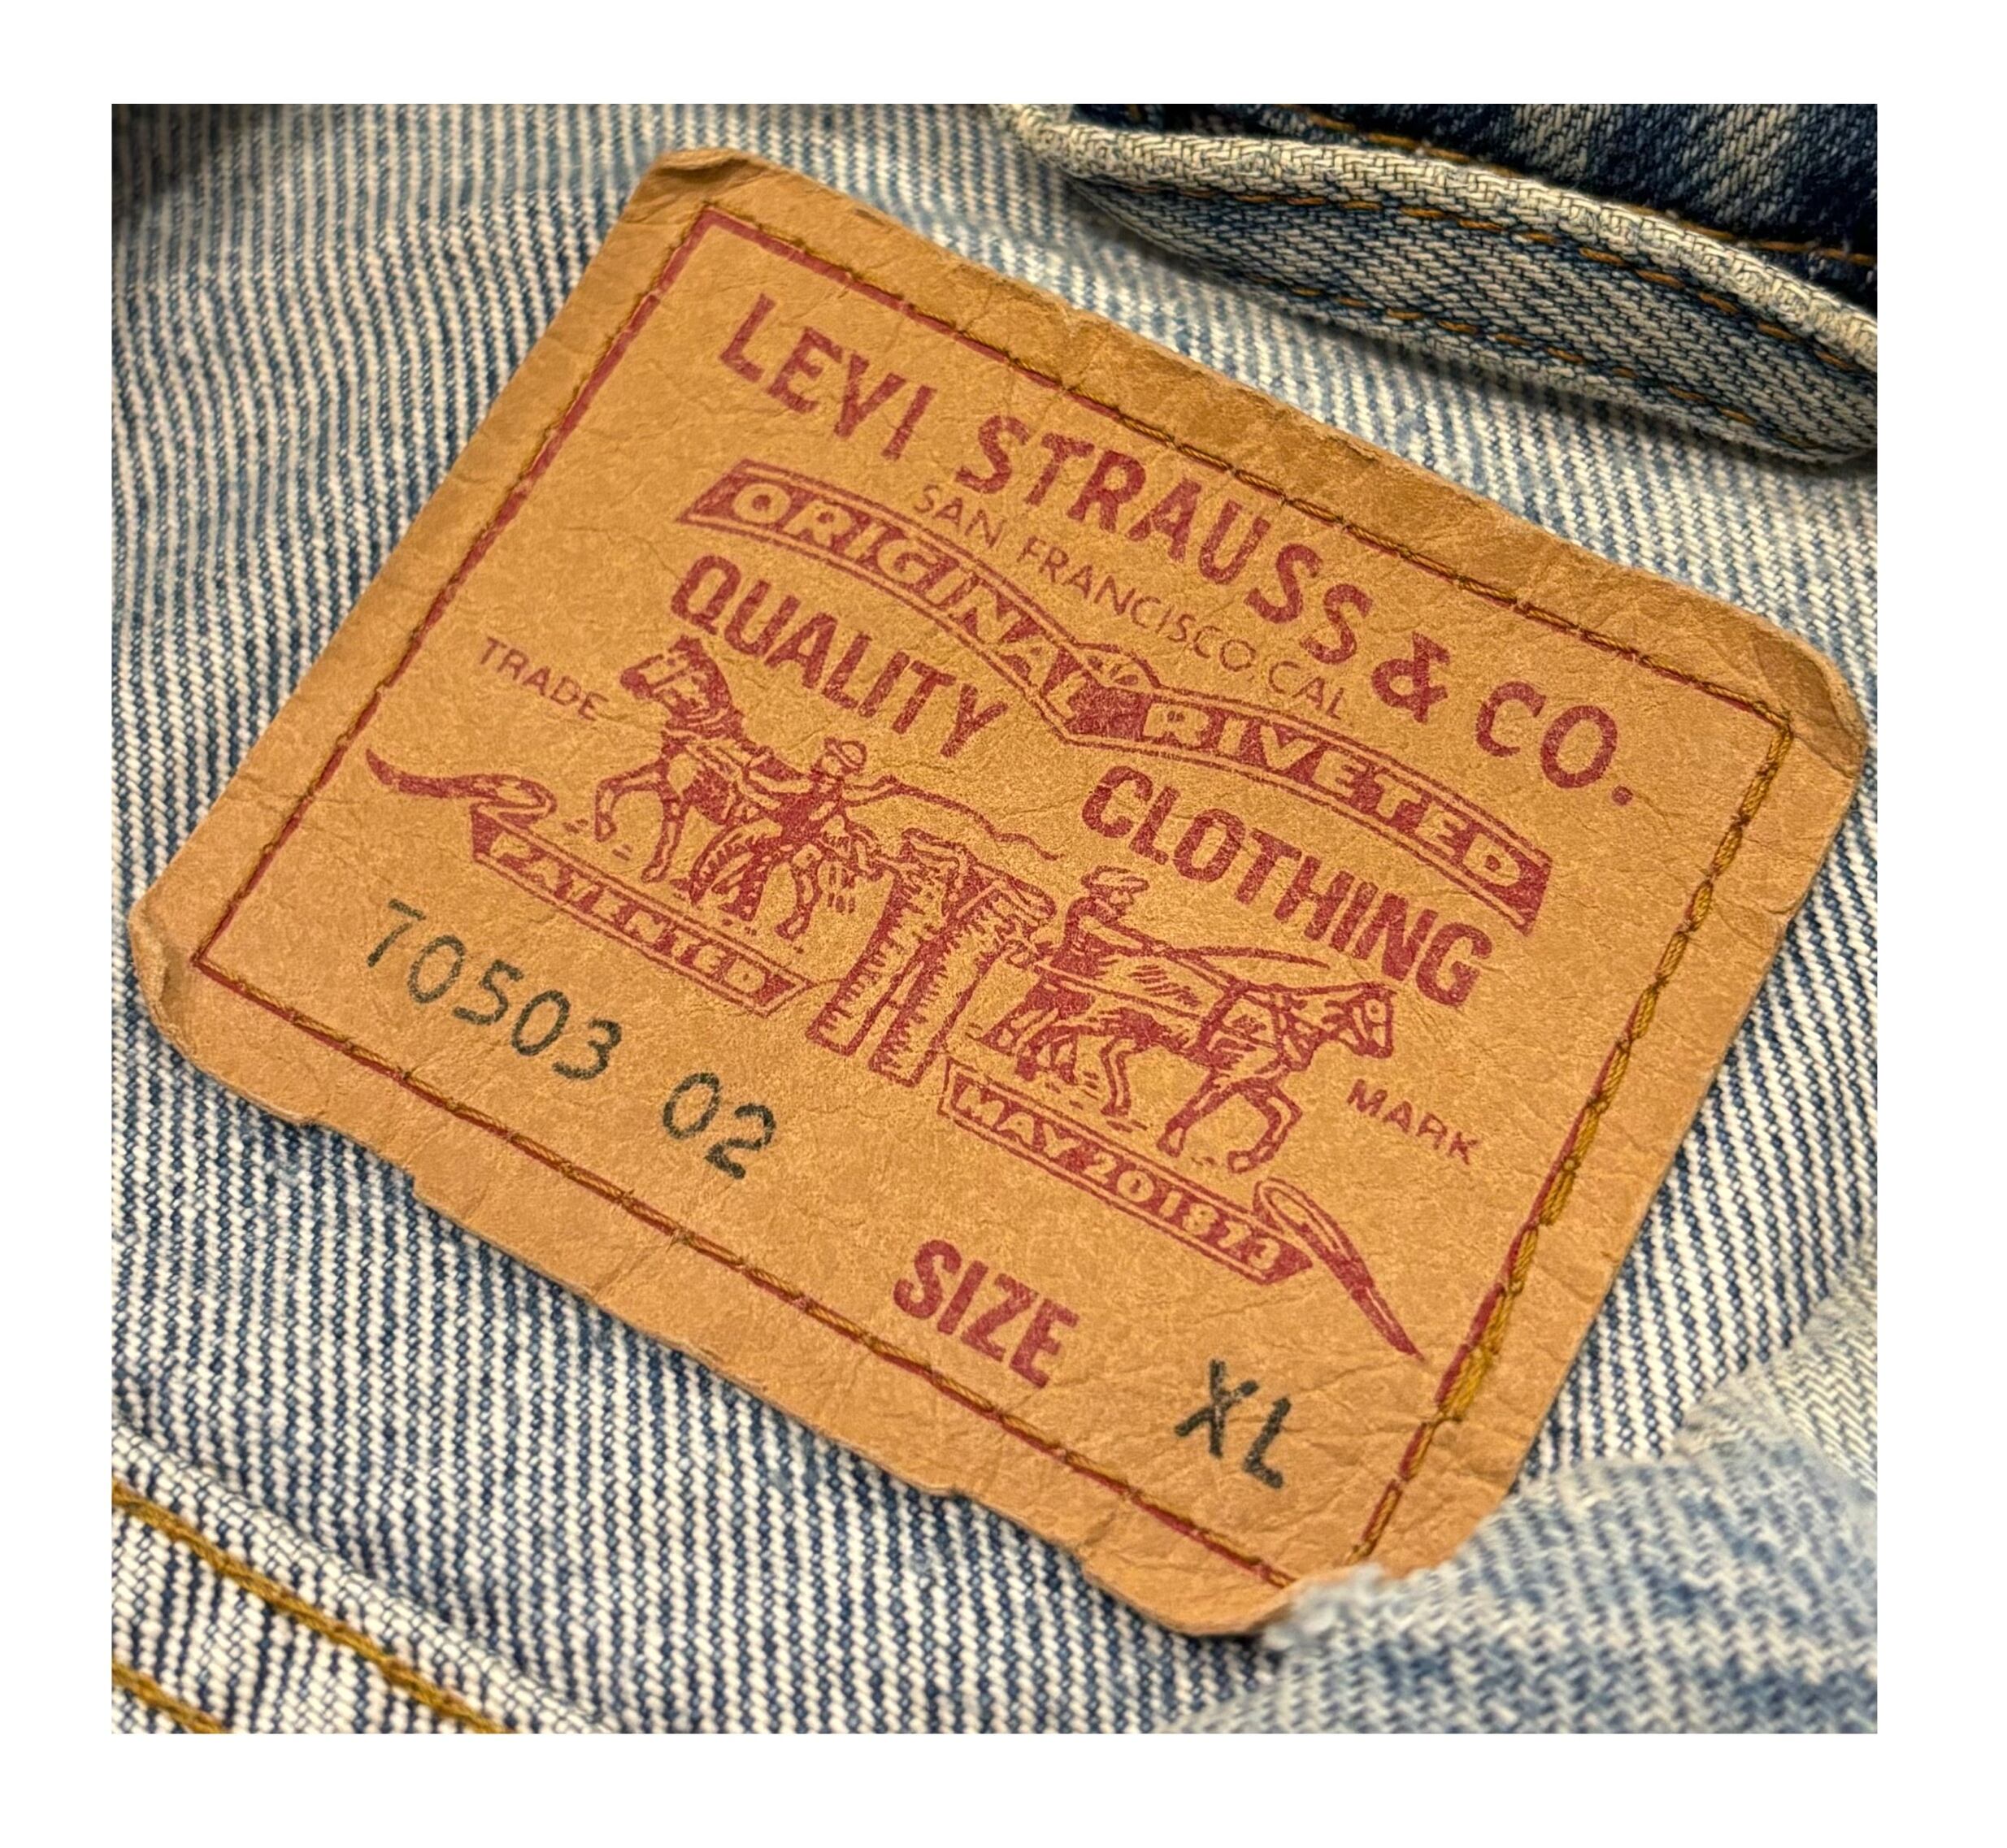 LEVI STRAUSS & CO.
SAN FRANCISCO, CAL
ORIGINAL RIVETED
QUALITY CLOTHING
TRADE MARK
PATENTED MAY 20 1873
70503 02
SIZE XL